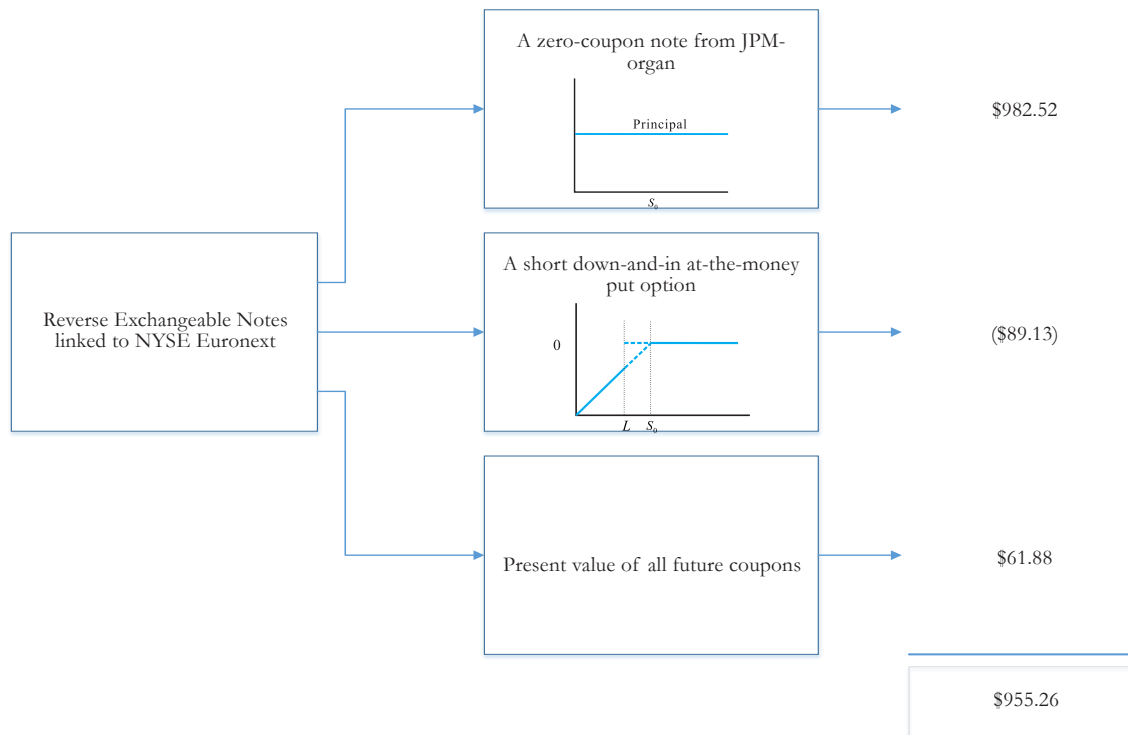 A zero-coupon note from JPM-
organ
Principal
S₀
$982.52
Reverse Exchangeable Notes
linked to NYSE Euronext
A short down-and-in at-the-money
put option
0
L S₀
($89.13)
Present value of all future coupons
$61.88
$955.26